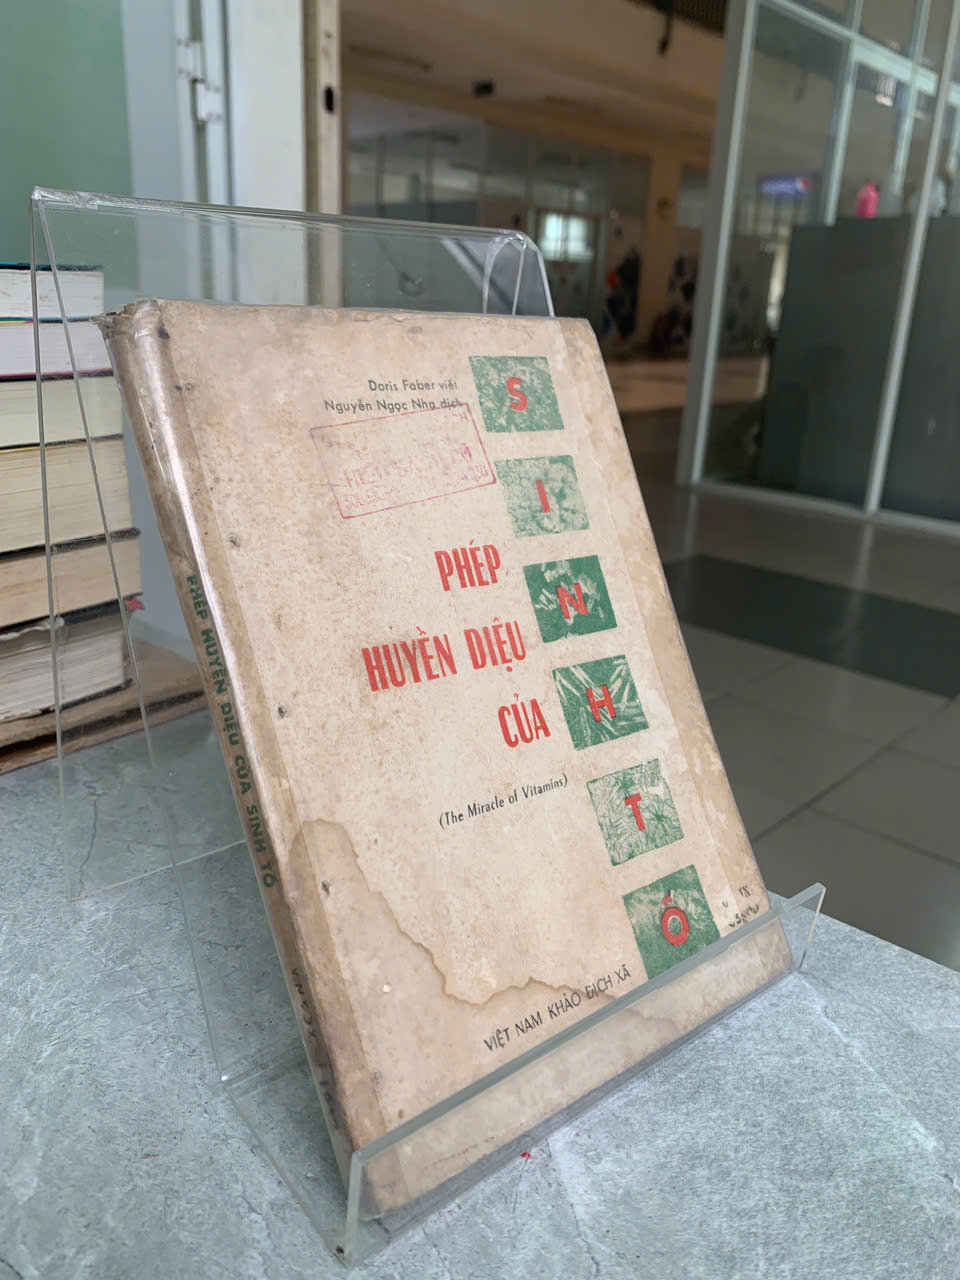 Doris Faber viết
Nguyễn Ngọc Nhạ dịch
PHÉP
HUYỀN DIỆU
CỦA
S
I
N
H
T
Ố
(The Miracle of Vitamins)
VIỆT NAM KHẢO DỊCH XÃ
PHÉP HUYỀN DIỆU CỦA SINH TỐ